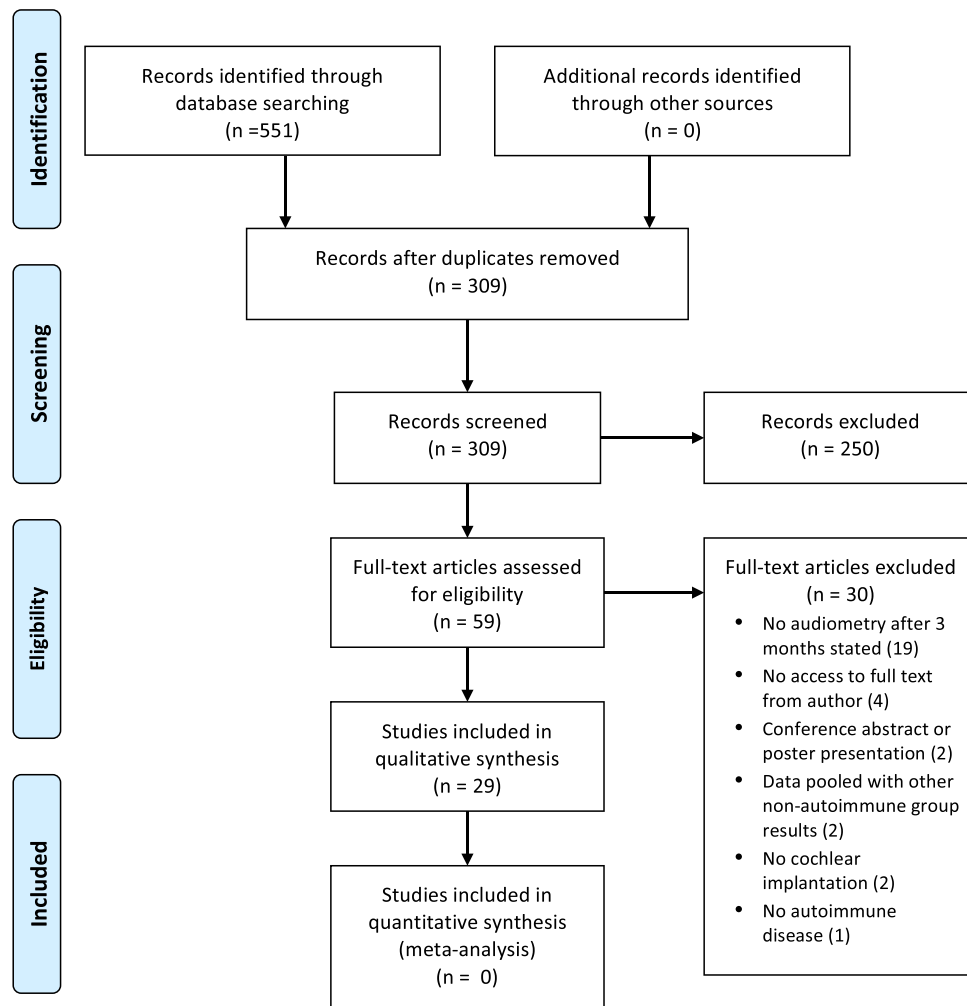 Identification
Records identified through
database searching
(n =551)
Additional records identified
through other sources
(n = 0)
Records after duplicates removed
(n = 309)
Screening
Records screened
(n = 309)
Records excluded
(n = 250)
Eligibility
Full-text articles assessed
for eligibility
(n = 59)
Full-text articles excluded
(n = 30)
• No audiometry after 3
months stated (19)
• No access to full text
from author (4)
• Conference abstract or
poster presentation (2)
• Data pooled with other
non-autoimmune group
results (2)
• No cochlear
implantation (2)
• No autoimmune
disease (1)
Studies included in
qualitative synthesis
(n = 29)
Included
Studies included in
quantitative synthesis
(meta-analysis)
(n = 0)